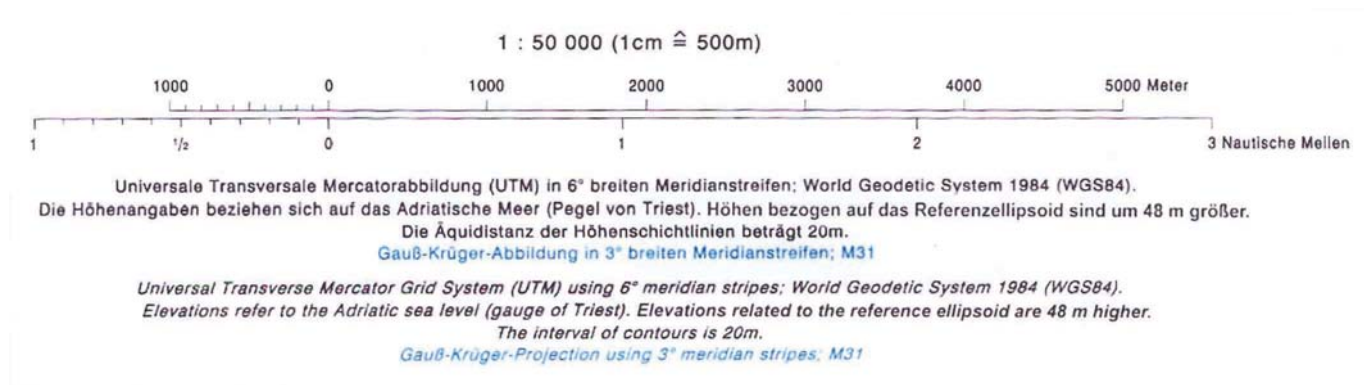 1 : 50 000 (1cm ≙ 500m)
1000 0 1000 2000 3000 4000 5000 Meter
1 1/2 0 1 2 3 Nautische Meilen
Universale Transversale Mercatorabbildung (UTM) in 6° breiten Meridianstreifen; World Geodetic System 1984 (WGS84).
Die Höhenangaben beziehen sich auf das Adriatische Meer (Pegel von Triest). Höhen bezogen auf das Referenzellipsoid sind um 48 m größer.
Die Äquidistanz der Höhenschichtlinien beträgt 20m.
Gauß-Krüger-Abbildung in 3° breiten Meridianstreifen; M31
Universal Transverse Mercator Grid System (UTM) using 6° meridian stripes; World Geodetic System 1984 (WGS84).
Elevations refer to the Adriatic sea level (gauge of Triest). Elevations related to the reference ellipsoid are 48 m higher.
The interval of contours is 20m.
Gauß-Krüger-Projection using 3° meridian stripes; M31